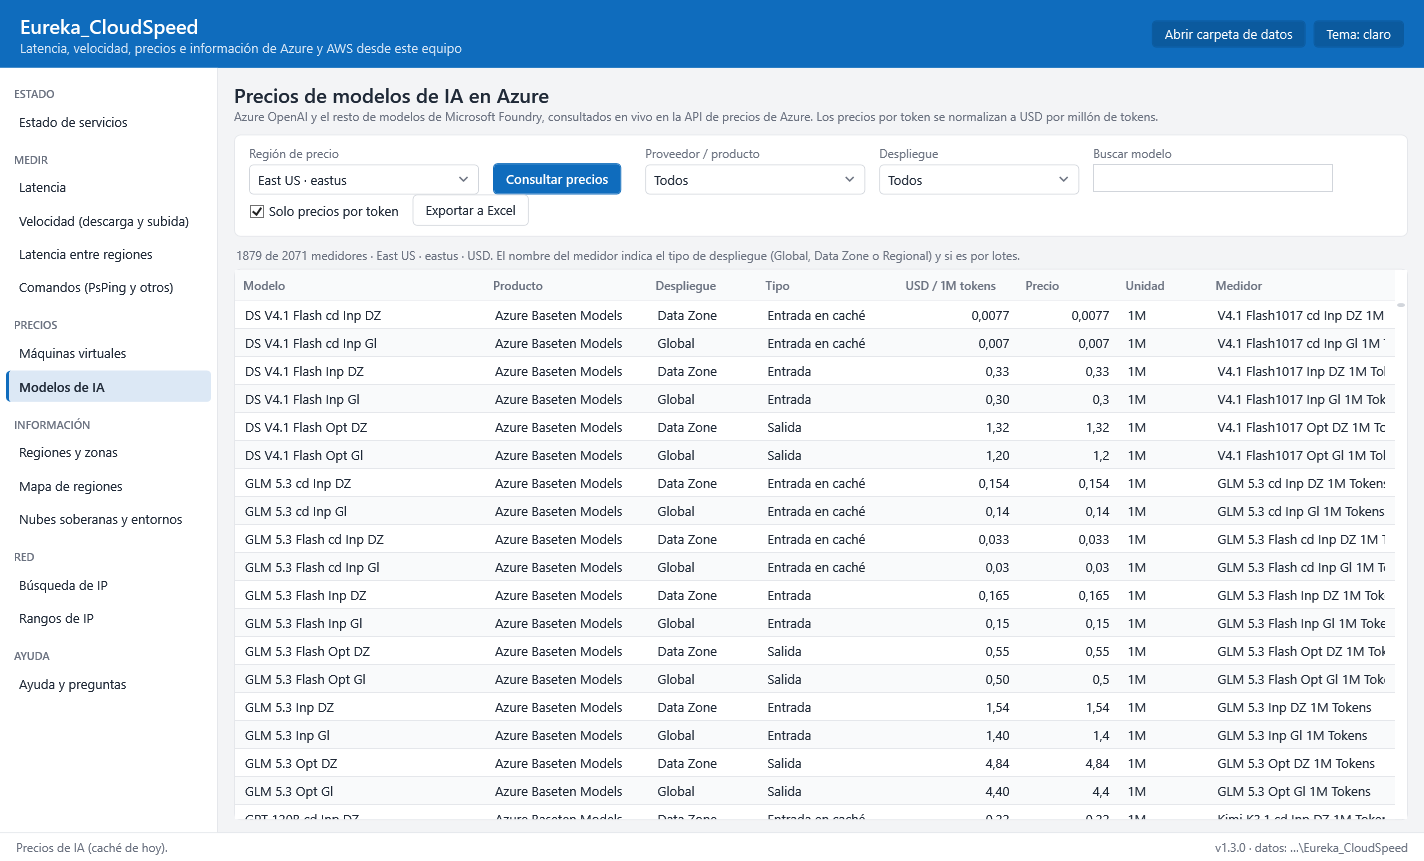 Eureka_CloudSpeed
Latencia, velocidad, precios e información de Azure y AWS desde este equipo
Abrir carpeta de datos
Tema: claro
ESTADO
Estado de servicios
MEDIR
Latencia
Velocidad (descarga y subida)
Latencia entre regiones
Comandos (PsPing y otros)
PRECIOS
Máquinas virtuales
Modelos de IA
INFORMACIÓN
Regiones y zonas
Mapa de regiones
Nubes soberanas y entornos
RED
Búsqueda de IP
Rangos de IP
AYUDA
Ayuda y preguntas
Precios de modelos de IA en Azure
Azure OpenAI y el resto de modelos de Microsoft Foundry, consultados en vivo en la API de precios de Azure. Los precios por token se normalizan a USD por millón de tokens.
Región de precio
East US · eastus
Consultar precios
Proveedor / producto
Todos
Despliegue
Todos
Buscar modelo
Solo precios por token
Exportar a Excel
1879 de 2071 medidores · East US · eastus · USD. El nombre del medidor indica el tipo de despliegue (Global, Data Zone o Regional) y si es por lotes.
Modelo Producto Despliegue Tipo USD / 1M tokens Precio Unidad Medidor
DS V4.1 Flash cd Inp DZ Azure Baseten Models Data Zone Entrada en caché 0,0077 0,0077 1M V4.1 Flash1017 cd Inp DZ 1M
DS V4.1 Flash cd Inp Gl Azure Baseten Models Global Entrada en caché 0,007 0,007 1M V4.1 Flash1017 cd Inp Gl 1M
DS V4.1 Flash Inp DZ Azure Baseten Models Data Zone Entrada 0,33 0,33 1M V4.1 Flash1017 Inp DZ 1M Tol
DS V4.1 Flash Inp Gl Azure Baseten Models Global Entrada 0,30 0,3 1M V4.1 Flash1017 Inp Gl 1M Tok
DS V4.1 Flash Opt DZ Azure Baseten Models Data Zone Salida 1,32 1,32 1M V4.1 Flash1017 Opt DZ 1M Tc
DS V4.1 Flash Opt Gl Azure Baseten Models Global Salida 1,20 1,2 1M V4.1 Flash1017 Opt Gl 1M Tol
GLM 5.3 cd Inp DZ Azure Baseten Models Data Zone Entrada en caché 0,154 0,154 1M GLM 5.3 cd Inp DZ 1M Tokens
GLM 5.3 cd Inp Gl Azure Baseten Models Global Entrada en caché 0,14 0,14 1M GLM 5.3 cd Inp Gl 1M Tokens
GLM 5.3 Flash cd Inp DZ Azure Baseten Models Data Zone Entrada en caché 0,033 0,033 1M GLM 5.3 Flash cd Inp DZ 1M
GLM 5.3 Flash cd Inp Gl Azure Baseten Models Global Entrada en caché 0,03 0,03 1M GLM 5.3 Flash cd Inp Gl 1M T
GLM 5.3 Flash Inp DZ Azure Baseten Models Data Zone Entrada 0,165 0,165 1M GLM 5.3 Flash Inp DZ 1M Tok
GLM 5.3 Flash Inp Gl Azure Baseten Models Global Entrada 0,15 0,15 1M GLM 5.3 Flash Inp Gl 1M Toke
GLM 5.3 Flash Opt DZ Azure Baseten Models Data Zone Salida 0,55 0,55 1M GLM 5.3 Flash Opt DZ 1M Tok
GLM 5.3 Flash Opt Gl Azure Baseten Models Global Salida 0,50 0,5 1M GLM 5.3 Flash Opt Gl 1M Tok
GLM 5.3 Inp DZ Azure Baseten Models Data Zone Entrada 1,54 1,54 1M GLM 5.3 Inp DZ 1M Tokens
GLM 5.3 Inp Gl Azure Baseten Models Global Entrada 1,40 1,4 1M GLM 5.3 Inp Gl 1M Tokens
GLM 5.3 Opt DZ Azure Baseten Models Data Zone Salida 4,84 4,84 1M GLM 5.3 Opt DZ 1M Tokens
GLM 5.3 Opt Gl Azure Baseten Models Global Salida 4,40 4,4 1M GLM 5.3 Opt Gl 1M Tokens
Azure Baseten Models Data Zone Entrada en caché 1M
Precios de IA (caché de hoy).
v1.3.0 · datos: ...\Eureka_CloudSpeed